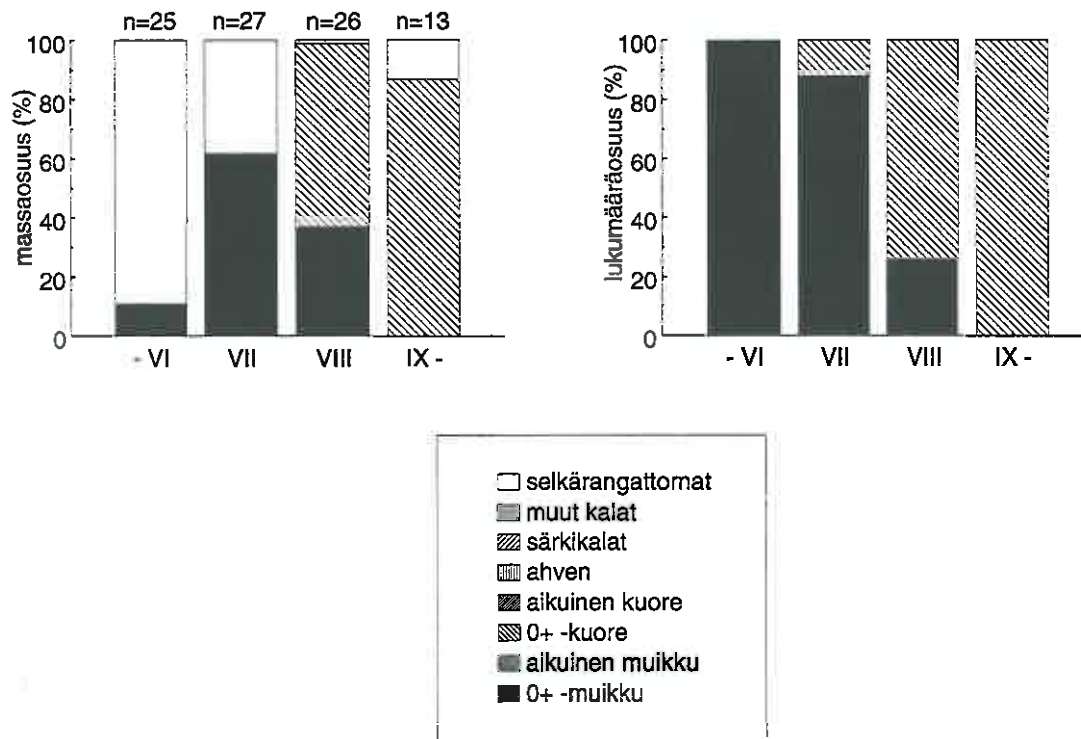 n=25 n=27 n=26 n=13
massaosuus (%)
100
80
60
40
20
0
- VI VII VIII IX -
lukumääräosuus (%)
100
80
60
40
20
0
- VI VII VIII IX -
selkärangattomat
muut kalat
särkikalat
ahven
aikuinen kuore
0+ -kuore
aikuinen muikku
0+ -muikku